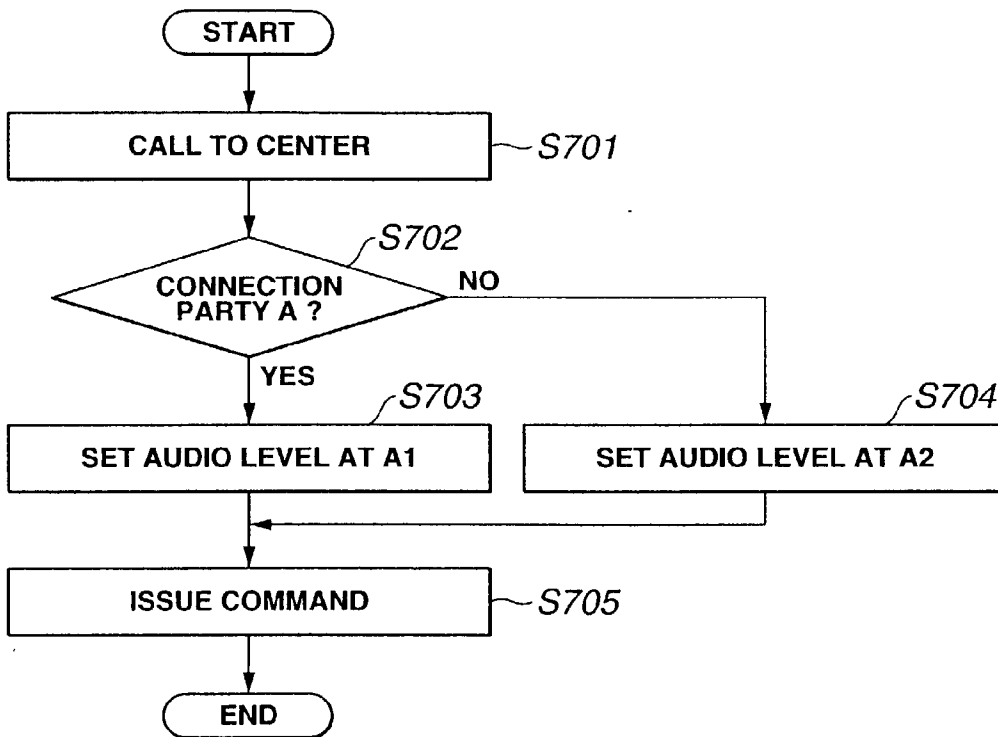 START
CALL TO CENTER
S701
S702
CONNECTION
PARTY A ?
NO
YES
S703
S704
SET AUDIO LEVEL AT A1
SET AUDIO LEVEL AT A2
ISSUE COMMAND
S705
END